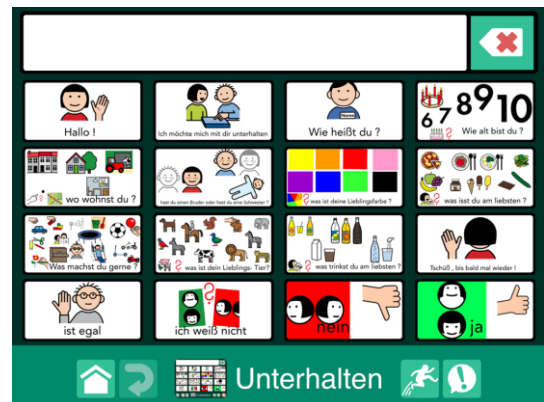 Hallo !
Ich möchte mich mit dir unterhalten
Wie heißt du ?
6 7 8 9 10
Wie alt bist du ?
wo wohnst du ?
hast du einen Bruder oder hast du eine Schwester ?
was ist deine Lieblingsfarbe ?
was isst du am liebsten ?
Was machst du gerne ?
was ist dein Lieblings- Tier?
was trinkst du am liebsten ?
Tschüß, bis bald mal wieder !
ist egal
ich weiß nicht
nein
ja
Unterhalten